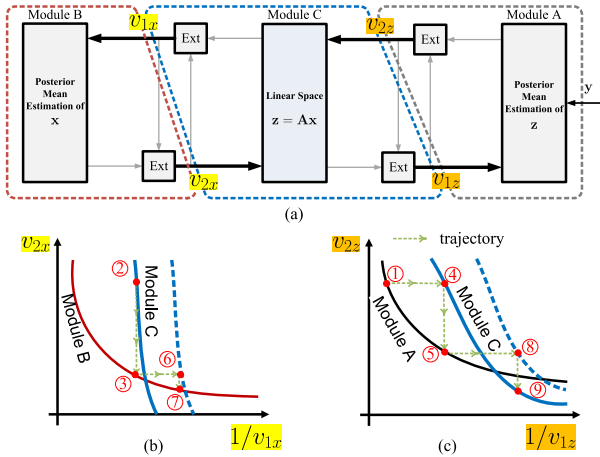 Module B
Module C
Module A
v₁ₓ
v₂z
Ext
Ext
Posterior
Mean
Estimation of
x
Linear Space
z = Ax
Posterior
Mean
Estimation of
z
y
Ext
Ext
v₂ₓ
v₁z
(a)
v₂ₓ
v₂z
trajectory
②
Module C
Module B
③
⑥
⑦
1/v₁ₓ
(b)
①
④
Module C
Module A
⑤
⑧
⑨
1/v₁z
(c)